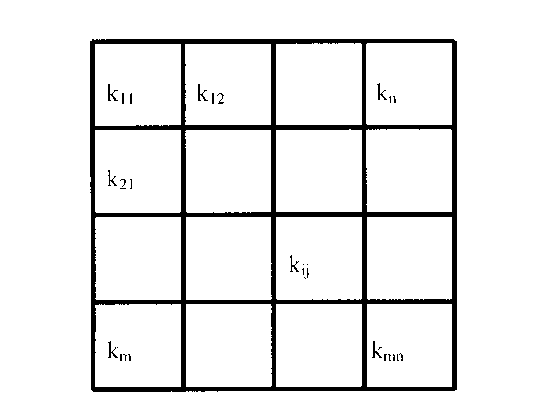 k₁₁ k₁₂ kₙ
k₂₁
kᵢⱼ
kₘ kₘₙ